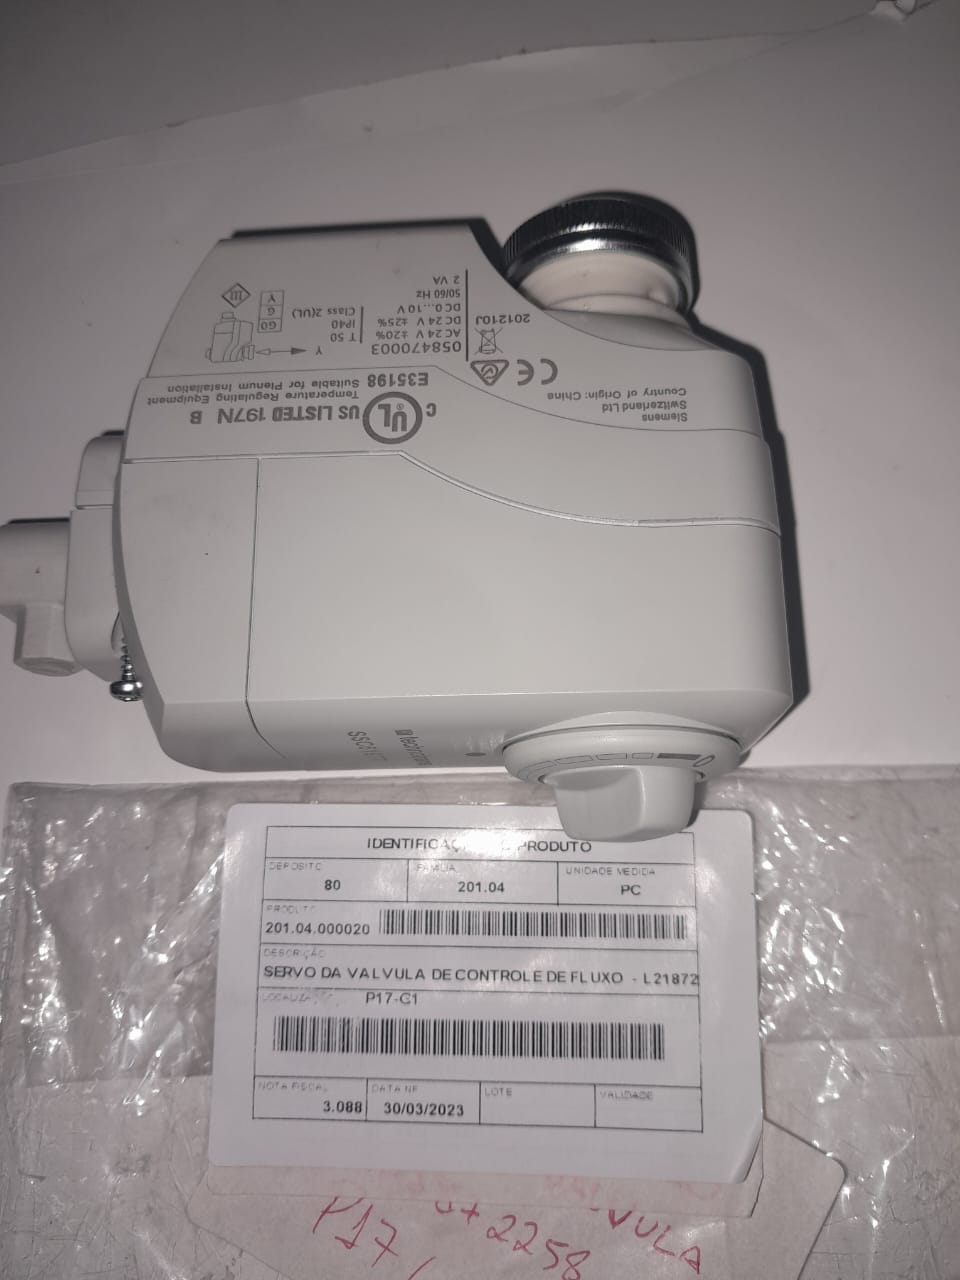 Siemens
Switzerland Ltd
Country of Origin: China
CE
201210J
C UL US LISTED 197N B
®
Temperature Regulating Equipment
E35198 Suitable for Plenum Installation
058470003
AC 24 V ±20%
DC 24 V ±25%
DC 0...10 V
50/60 Hz
2 VA
T 50
IP40
Class 2(UL)
G0
G
Y
Y
III
0
IDENTIFICAÇ PRODUTO
DEPOSITO
80
FAMILIA
201.04
UNIDADE MEDIDA
PC
PRODUTO
201.04.000020
DESCRIÇÃO
SERVO DA VALVULA DE CONTROLE DE FLUXO - L21872
LOCALIZAÇÃO
P17-C1
NOTA FISCAL
3.088
DATA NF
30/03/2023
LOTE
VALIDADE
VULA
P17, 2258